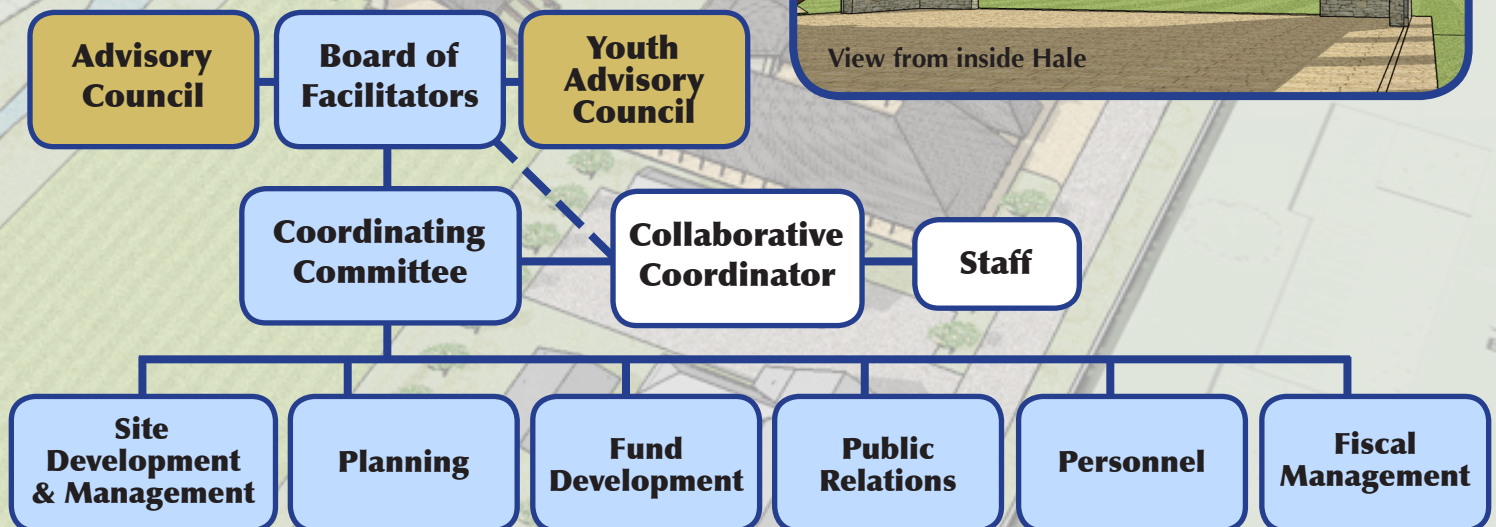 Advisory
Council
Board of
Facilitators
Youth
Advisory
Council
View from inside Hale
Coordinating
Committee
Collaborative
Coordinator
Staff
Site
Development
& Management
Planning
Fund
Development
Public
Relations
Personnel
Fiscal
Management